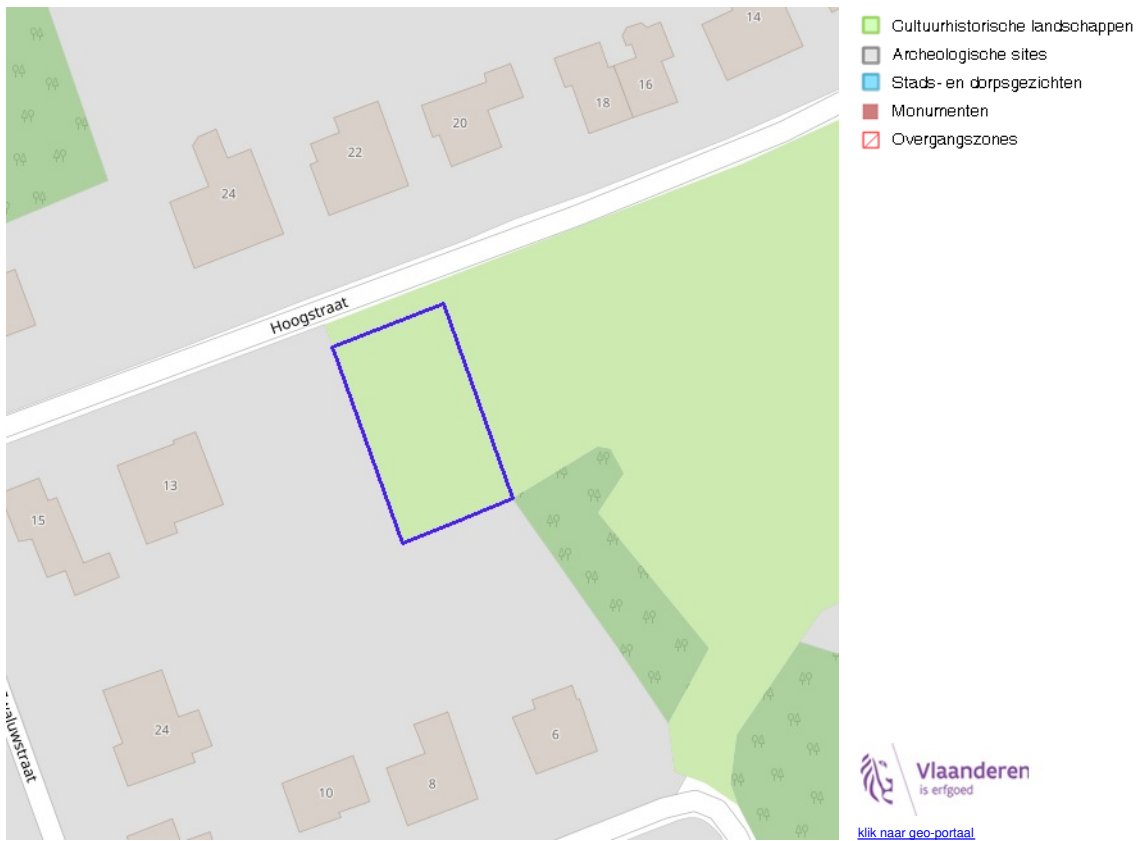 14
16
18
20
22
24
Hoogstraat
13
15
24
6
8
10
waluwstraat
Cultuurhistorische landschappen
Archeologische sites
Stads- en dorpsgezichten
Monumenten
Overgangszones
Vlaanderen
is erfgoed
klik naar geo-portaal